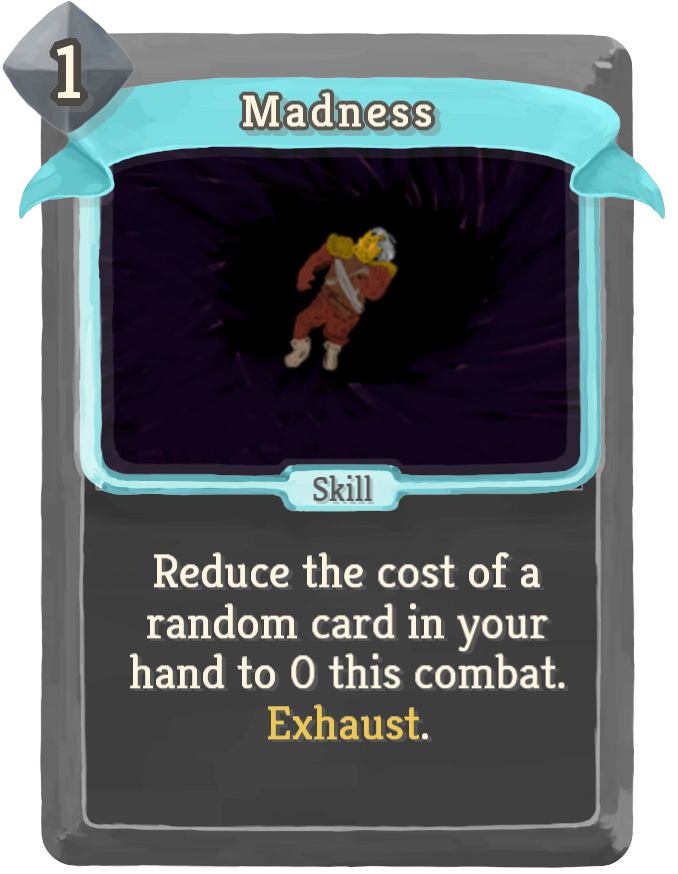 1
Madness
Skill
Reduce the cost of a
random card in your
hand to 0 this combat.
Exhaust.